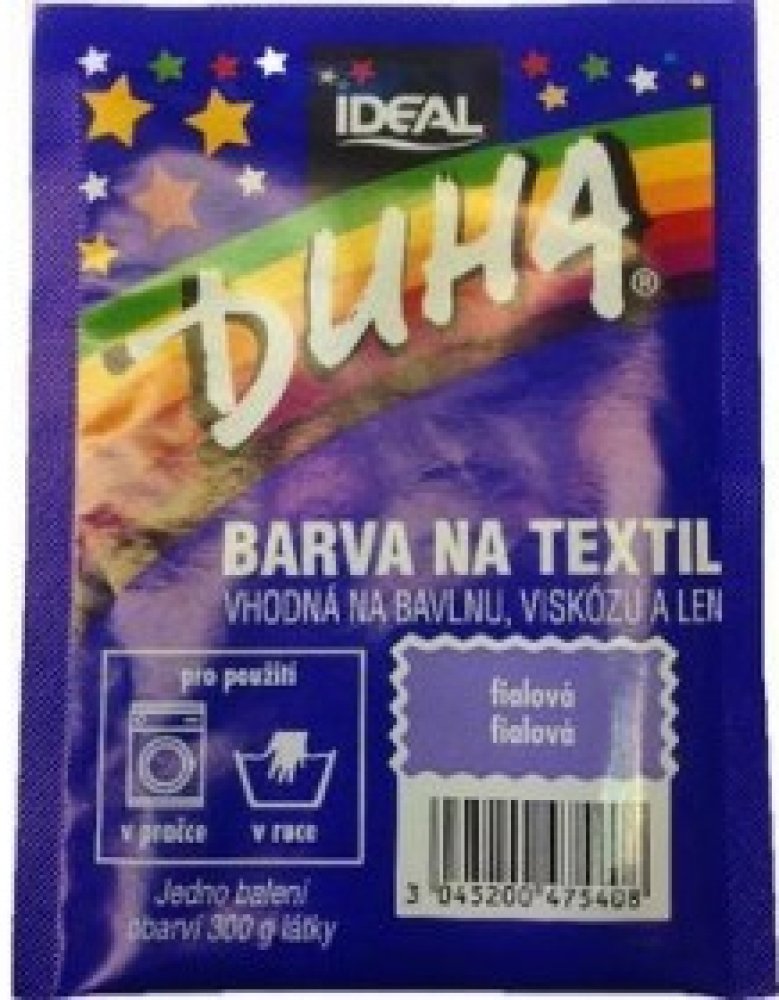 iDEAL
DUHA®
BARVA NA TEXTIL
VHODNÁ NA BAVLNU, VISKÓZU A LEN
pro použití
v pračce
v ruce
fialová
fialová
3 045200 475408
Jedno balení
obarví 300 g látky